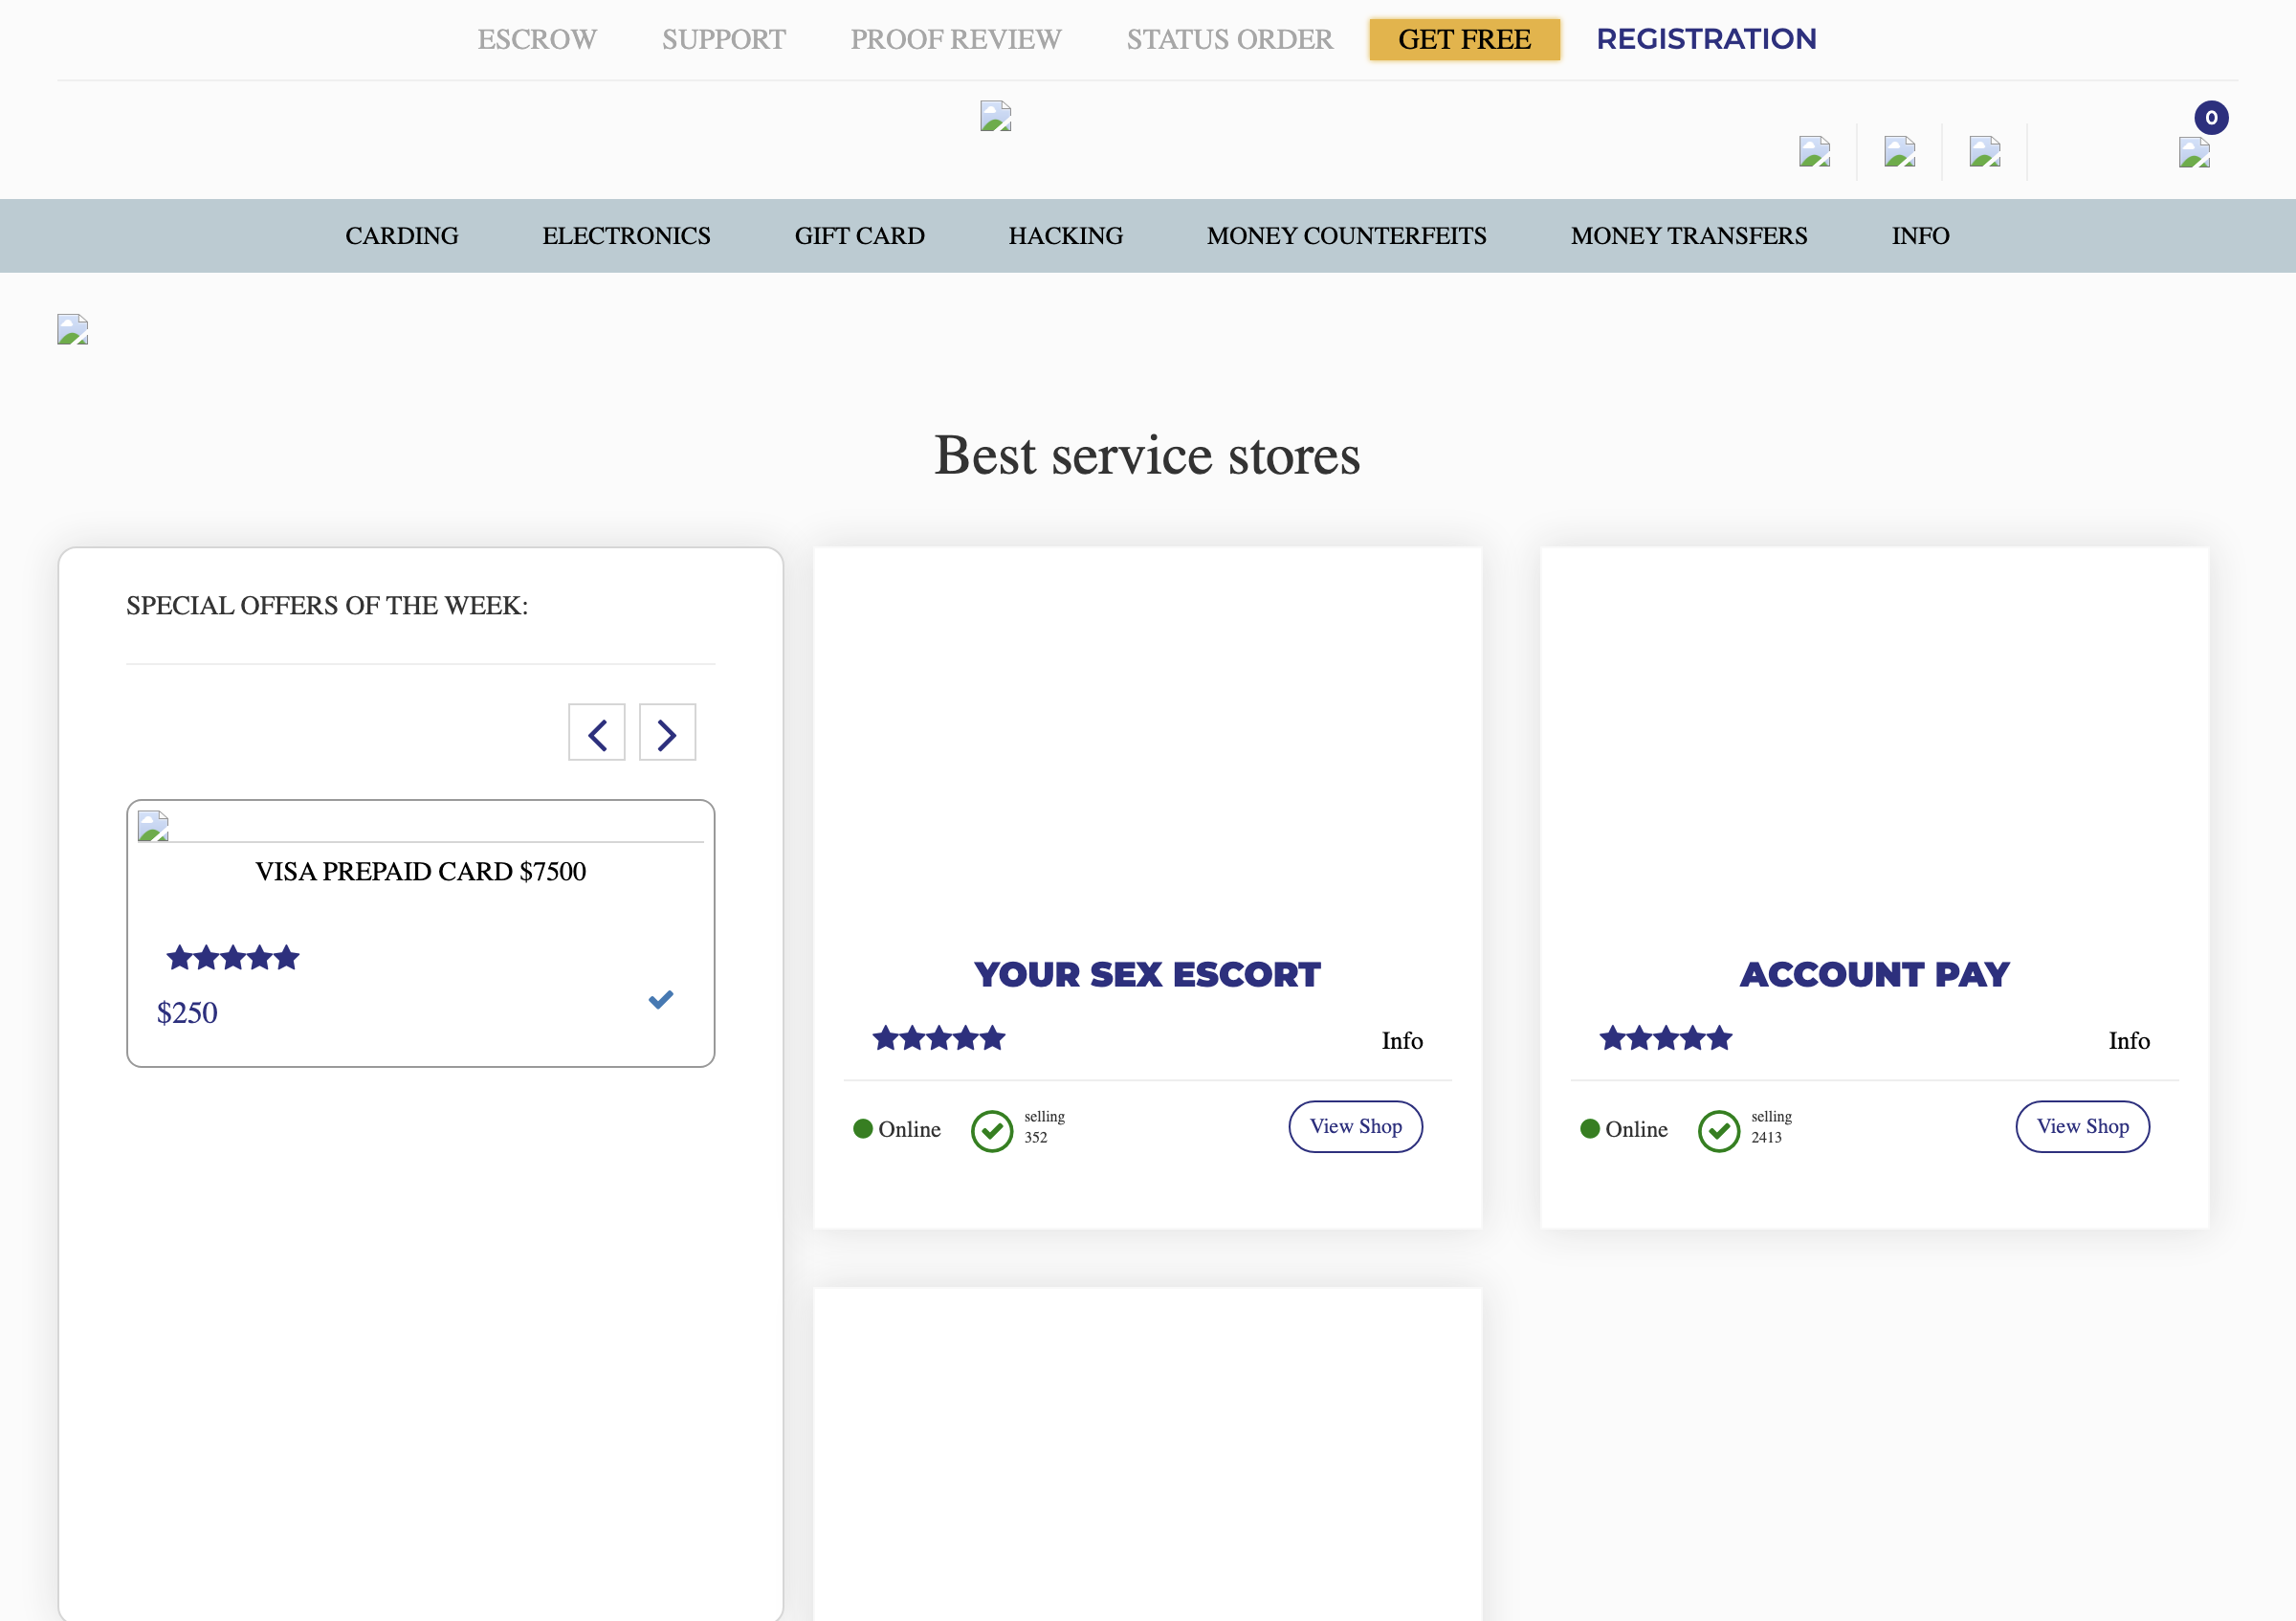 ESCROW SUPPORT PROOF REVIEW STATUS ORDER GET FREE REGISTRATION
0
CARDING ELECTRONICS GIFT CARD HACKING MONEY COUNTERFEITS MONEY TRANSFERS INFO
Best service stores
SPECIAL OFFERS OF THE WEEK:
VISA PREPAID CARD $7500
$250
YOUR SEX ESCORT
Info
Online
selling
352
View Shop
ACCOUNT PAY
Info
Online
selling
2413
View Shop